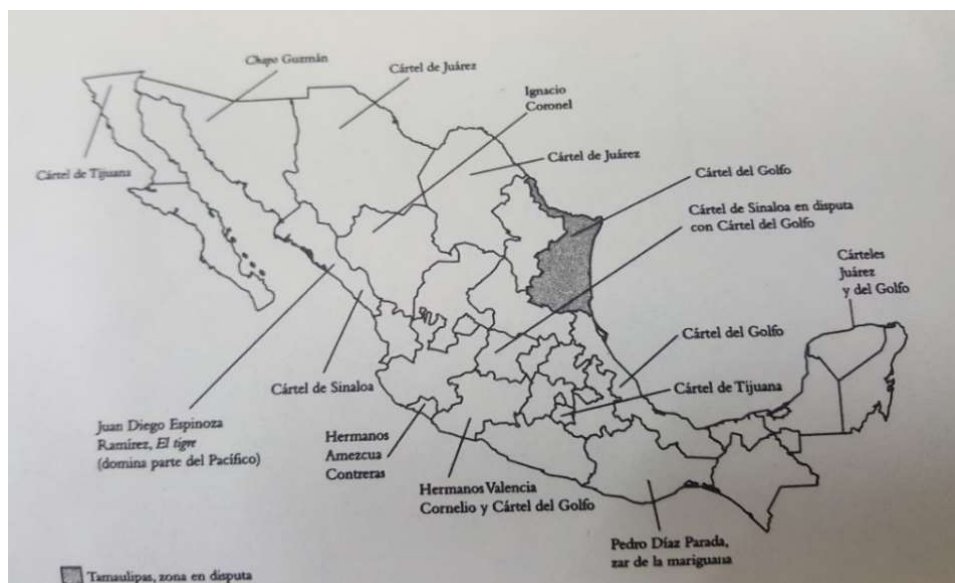 Chapo Guzmán
Cártel de Juárez
Ignacio
Coronel
Cártel de Tijuana
Cártel de Juárez
Cártel del Golfo
Cártel de Sinaloa en disputa
con Cártel del Golfo
Cárteles
Juárez
y del Golfo
Cártel del Golfo
Cártel de Sinaloa
Cártel de Tijuana
Juan Diego Espinoza
Ramírez, El tigre
(domina parte del Pacífico)
Hermanos
Amezcua
Contreras
Hermanos Valencia
Cornelio y Cártel del Golfo
Pedro Díaz Parada,
zar de la mariguana
Tamaulipas, zona en disputa